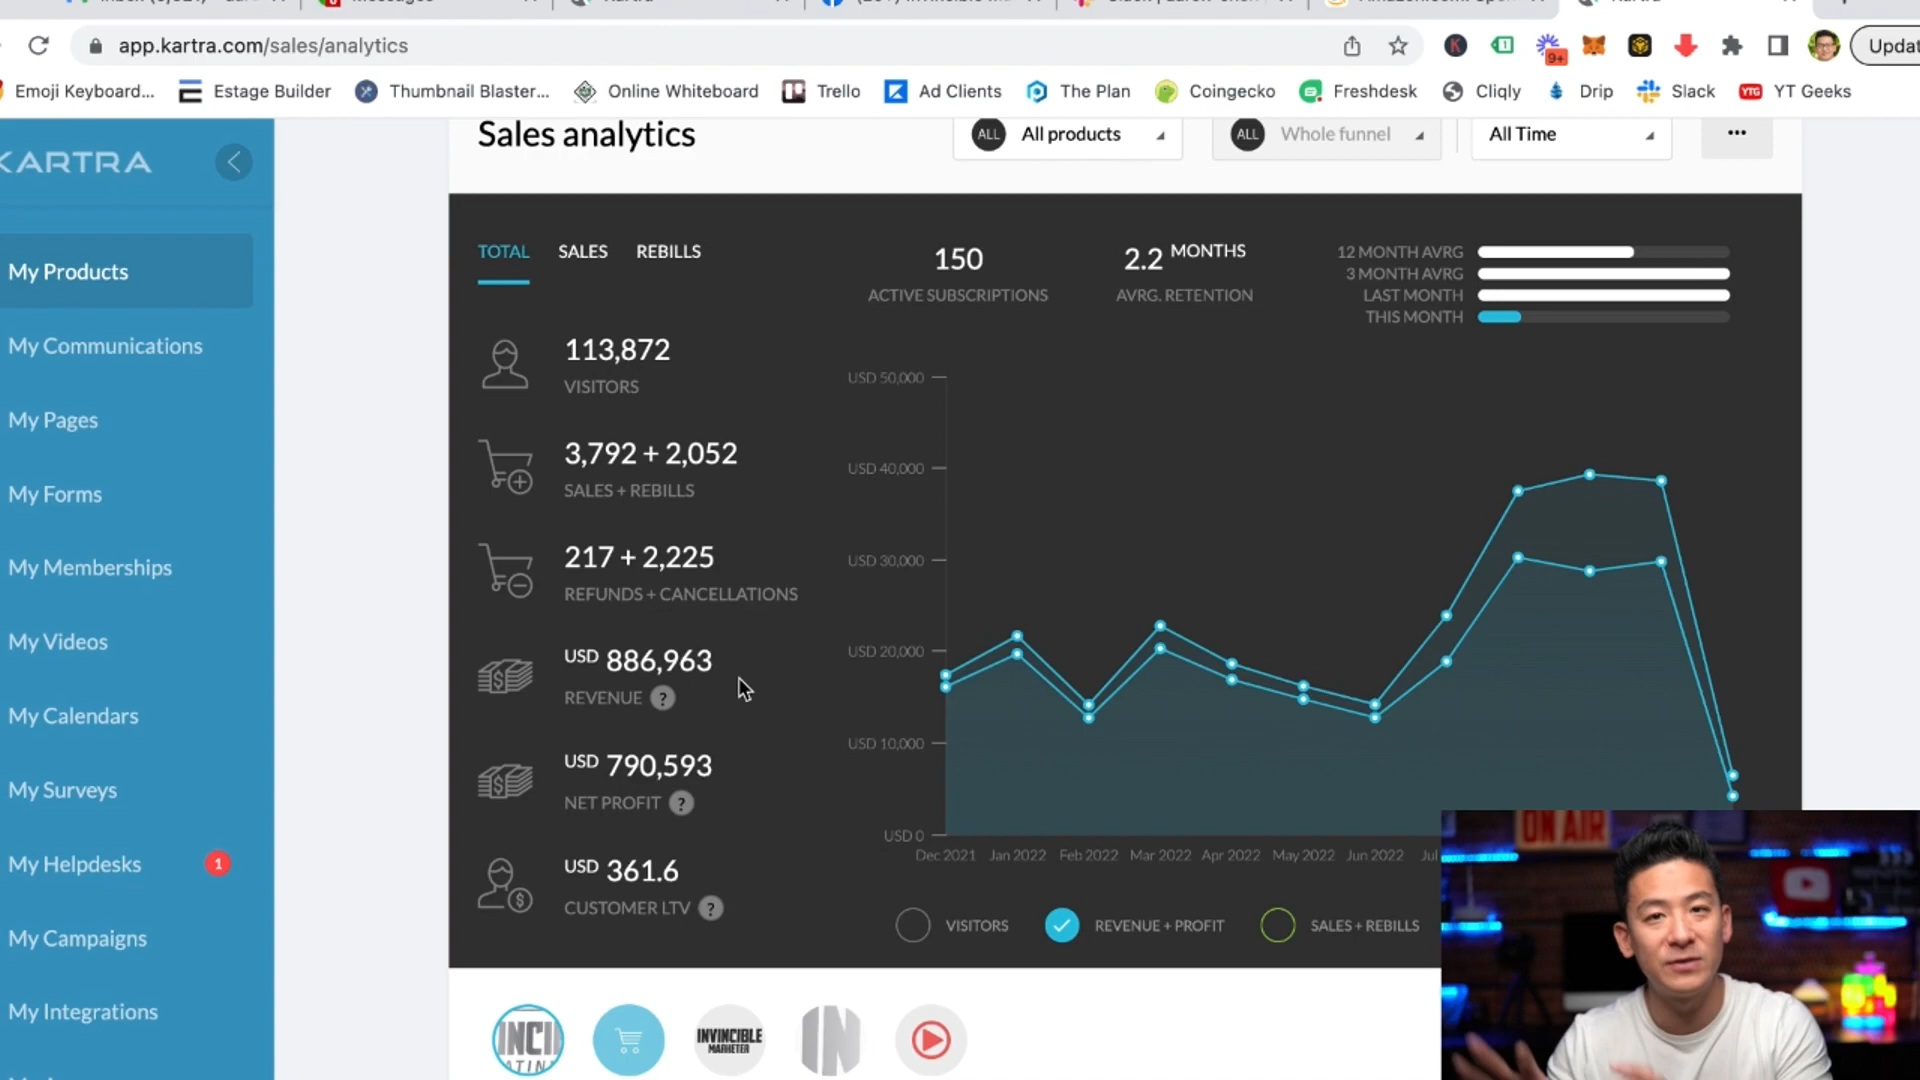 app.kartra.com/sales/analytics
9+
Emoji Keyboard...
Estage Builder
Thumbnail Blaster...
Online Whiteboard
Trello
Ad Clients
The Plan
Coingecko
Freshdesk
Cliqly
Drip
Slack
YTG
YT Geeks
KARTRA
My Products
My Communications
My Pages
My Forms
My Memberships
My Videos
My Calendars
My Surveys
My Helpdesks
1
My Campaigns
My Integrations
Sales analytics
ALL All products
ALL Whole funnel
All Time
TOTAL SALES REBILLS
113,872
VISITORS
3,792 + 2,052
SALES + REBILLS
217 + 2,225
REFUNDS + CANCELLATIONS
USD 886,963
REVENUE ?
USD 790,593
NET PROFIT ?
USD 361.6
CUSTOMER LTV ?
150
ACTIVE SUBSCRIPTIONS
2.2 MONTHS
AVRG. RETENTION
12 MONTH AVRG
3 MONTH AVRG
LAST MONTH
THIS MONTH
USD 50,000
USD 40,000
USD 30,000
USD 20,000
USD 10,000
USD 0
Dec 2021 Jan 2022 Feb 2022 Mar 2022 Apr 2022 May 2022 Jun 2022 Jul
VISITORS
REVENUE + PROFIT
SALES + REBILLS
INVINCIBLE
MARKETER
IN
ON AIR